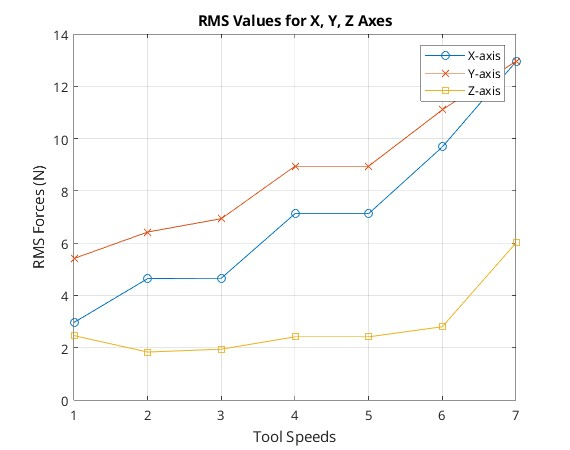 RMS Values for X, Y, Z Axes
14
12
10
8
6
4
2
0
RMS Forces (N)
X-axis
Y-axis
Z-axis
1 2 3 4 5 6 7
Tool Speeds